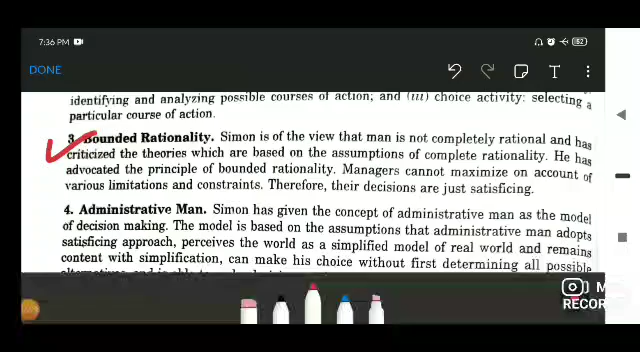 7:36 PM
52
DONE
T
identifying and analyzing possible courses of action; and (iii) choice activity: selecting a
particular course of action.
3. Bounded Rationality. Simon is of the view that man is not completely rational and has
criticized the theories which are based on the assumptions of complete rationality. He has
advocated the principle of bounded rationality. Managers cannot maximize on account of
various limitations and constraints. Therefore, their decisions are just satisficing.
4. Administrative Man. Simon has given the concept of administrative man as the model
of decision making. The model is based on the assumptions that administrative man adopts
satisficing approach, perceives the world as a simplified model of real world and remains
content with simplification, can make his choice without first determining all possible